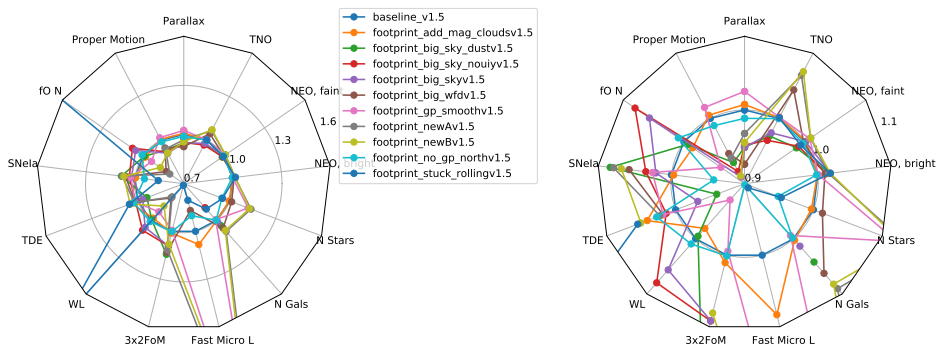 Parallax
Proper Motion
TNO
fO N
NEO, faint
SNeIa
NEO, bright
TDE
N Stars
WL
N Gals
3x2FoM
Fast Micro L
0.7
1.0
1.3
1.6
baseline_v1.5
footprint_add_mag_cloudsv1.5
footprint_big_sky_dustv1.5
footprint_big_sky_nouiyv1.5
footprint_big_skyv1.5
footprint_big_wfdv1.5
footprint_gp_smoothv1.5
footprint_newAv1.5
footprint_newBv1.5
footprint_no_gp_northv1.5
footprint_stuck_rollingv1.5
Parallax
Proper Motion
TNO
fO N
NEO, faint
SNeIa
NEO, bright
TDE
N Stars
WL
N Gals
3x2FoM
Fast Micro L
0.9
1.0
1.1